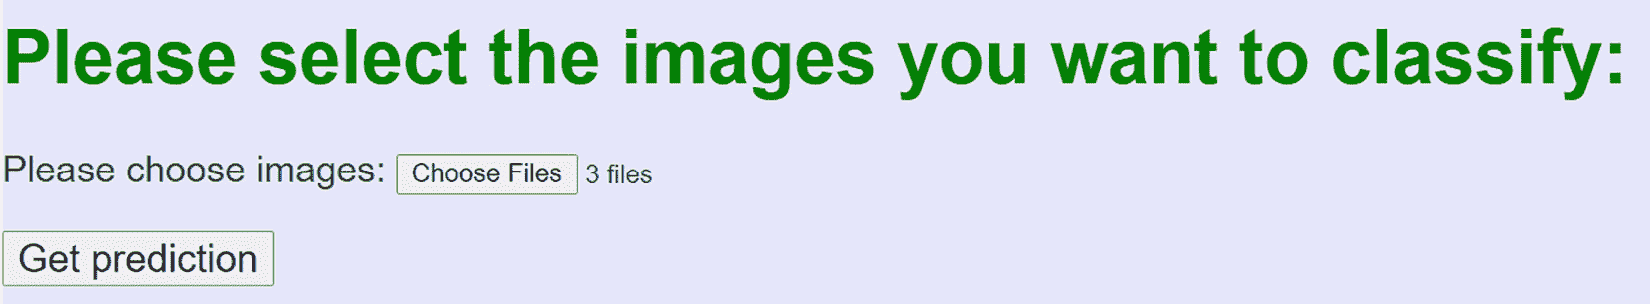 Please select the images you want to classify:
Please choose images: Choose Files 3 files
Get prediction